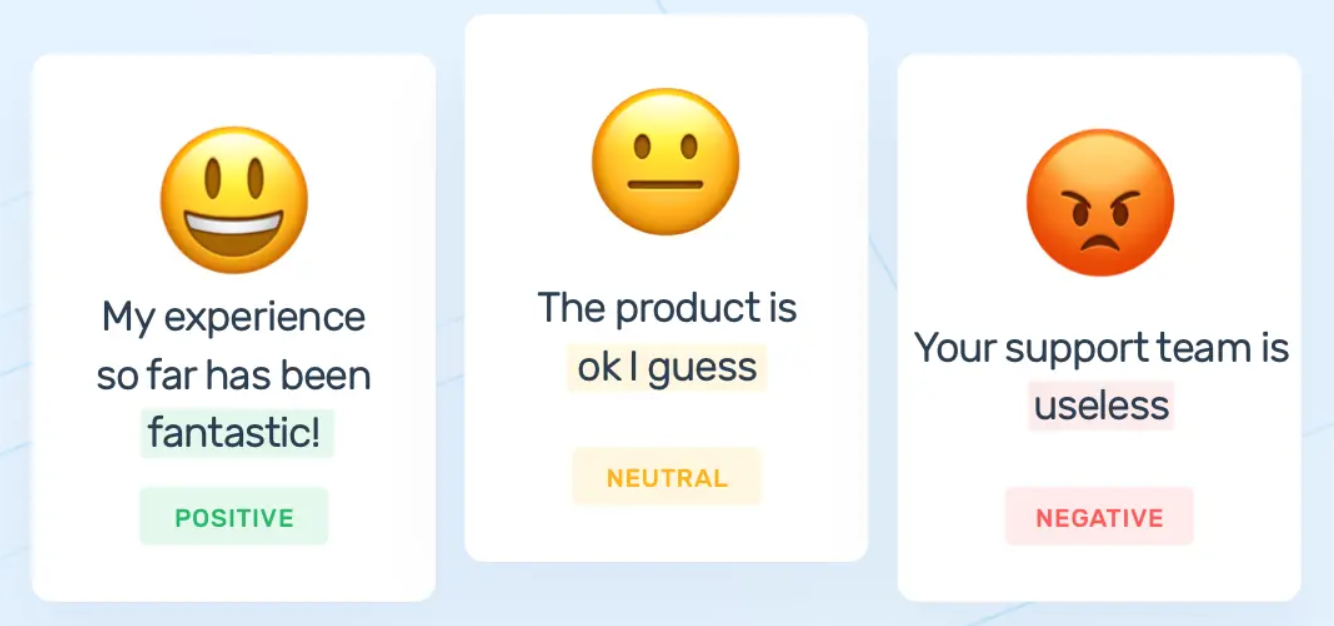 My experience
so far has been
fantastic!
POSITIVE
The product is
ok I guess
NEUTRAL
Your support team is
useless
NEGATIVE